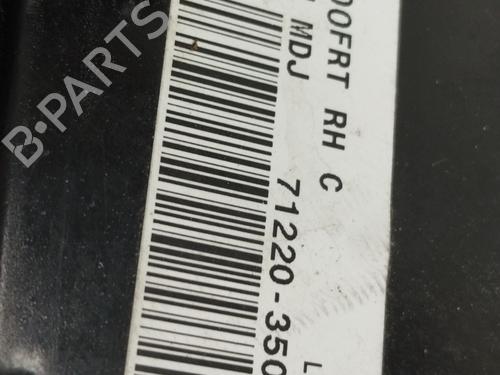 B-PARTS
OOFRT RH C
MDJ
71220-350
L